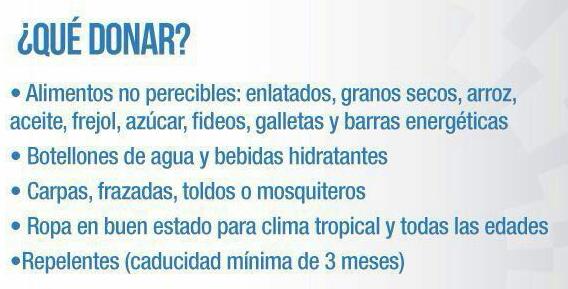 ¿QUÉ DONAR?
• Alimentos no perecibles: enlatados, granos secos, arroz,
aceite, frejol, azúcar, fideos, galletas y barras energéticas
• Botellones de agua y bebidas hidratantes
• Carpas, frazadas, toldos o mosquiteros
• Ropa en buen estado para clima tropical y todas las edades
•Repelentes (caducidad mínima de 3 meses)